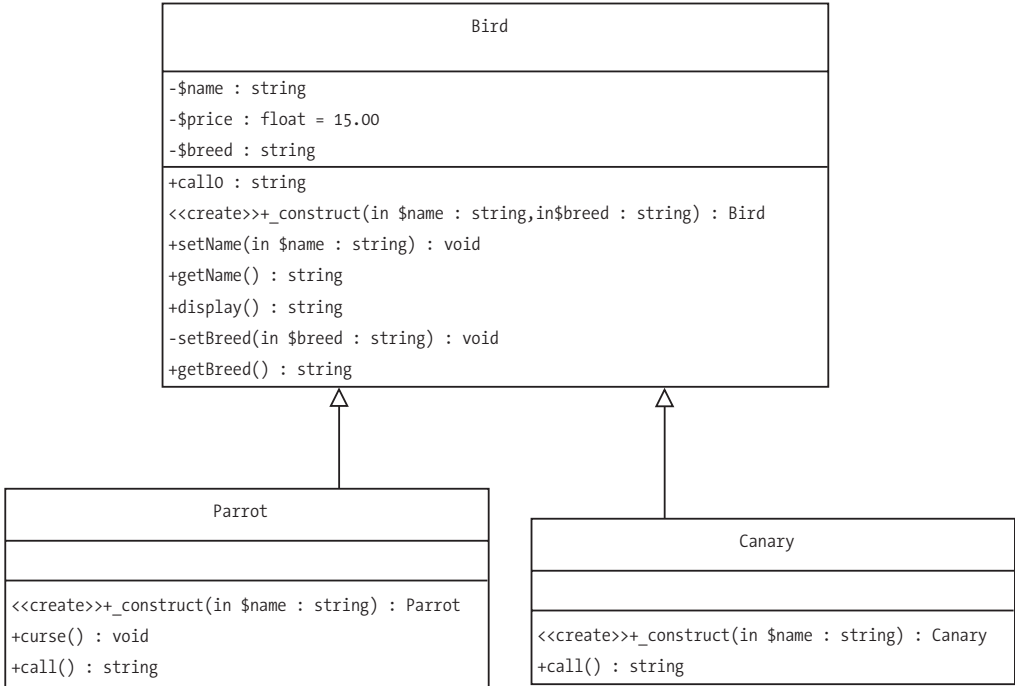 Bird
-$name : string
-$price : float = 15.00
-$breed : string
+callO : string
<<create>>+_construct(in $name : string,in$breed : string) : Bird
+setName(in $name : string) : void
+getName() : string
+display() : string
-setBreed(in $breed : string) : void
+getBreed() : string
Parrot
<<create>>+_construct(in $name : string) : Parrot
+curse() : void
+call() : string
Canary
<<create>>+_construct(in $name : string) : Canary
+call() : string